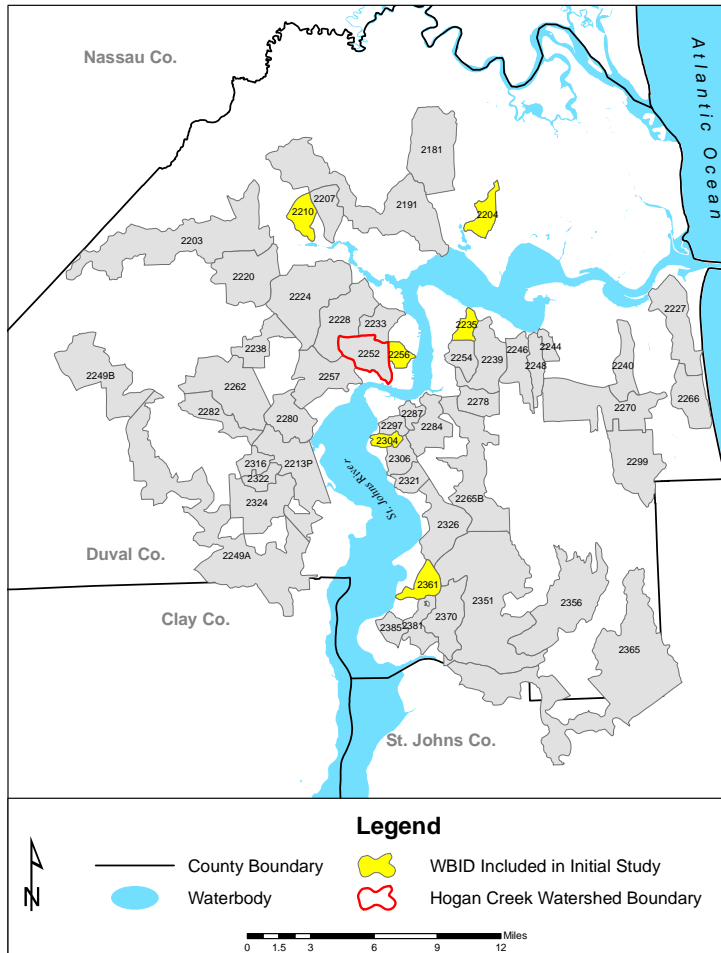 Nassau Co.
Atlantic Ocean
2181
2207
2191
2210
2204
2203
2220
2224
2227
2228
2233
2235
2252
2256
2254
2239
2246
2244
2248
2238
2240
2249B
2257
2262
2266
2282
2278
2270
2280
2287
2297
2284
2304
2299
2316
2213P
2306
2322
2321
2324
2265B
St. Johns River
2326
2249A
Duval Co.
2361
2351
2356
Clay Co.
2370
2385
2381
2365
St. Johns Co.
Legend
County Boundary
WBID Included in Initial Study
Waterbody
Hogan Creek Watershed Boundary
N
Miles
0 1.5 3 6 9 12